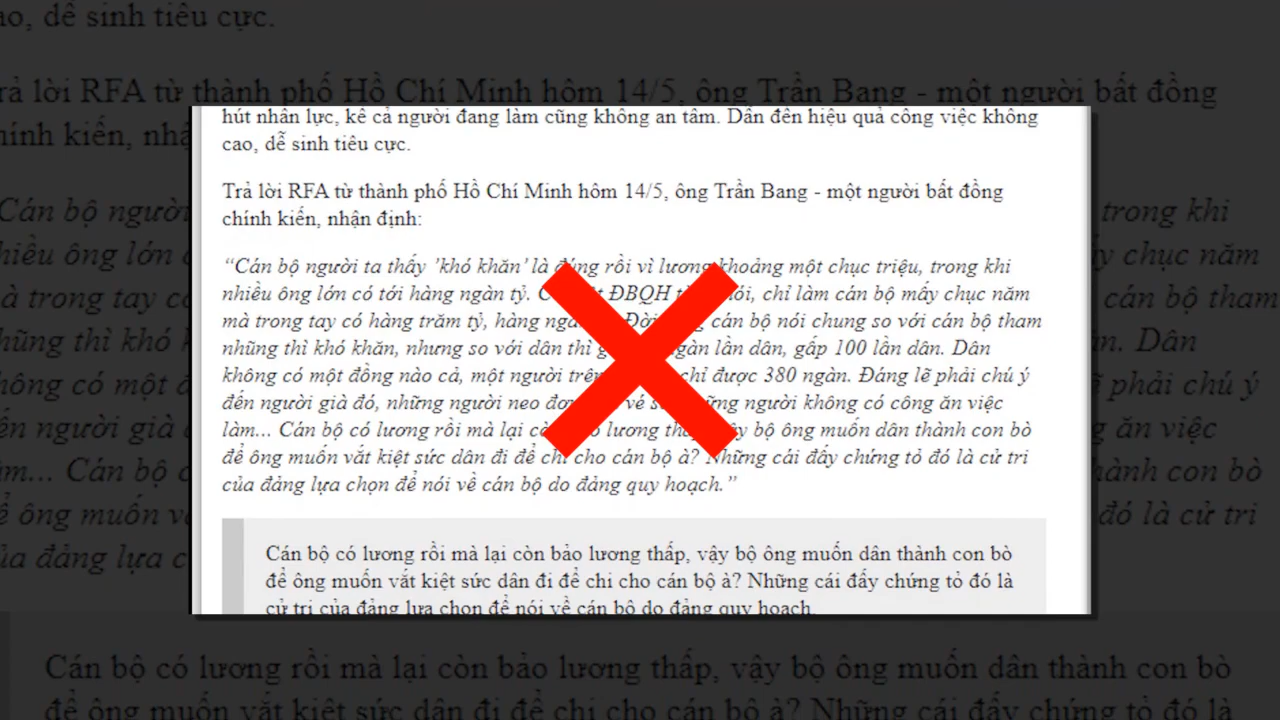 ao, dễ sinh tiêu cực.
rả lời RFA từ thành phố Hồ Chí Minh hôm 14/5, ông Trần Bang - một người bất đồng
hính kiến,
hút nhân lực, kể cả người đang làm cũng không an tâm. Dẫn đến hiệu quả công việc không
cao, dễ sinh tiêu cực.
Trả lời RFA từ thành phố Hồ Chí Minh hôm 14/5, ông Trần Bang - một người bất đồng
chính kiến, nhận định:
“Cán bộ người ta thấy ’khó khăn’ là đúng rồi vì lương khoảng một chục triệu, trong khi
nhiều ông lớn có tới hàng ngàn tỷ. ĐBQH nói, chỉ làm cán bộ mấy chục năm
mà trong tay có hàng trăm tỷ, hàng Đời cán bộ nói chung so với cán bộ tham
nhũng thì khó khăn, nhưng so với dân thì ngàn lần dân, gấp 100 lần dân. Dân
không có một đồng nào cả, một người trên chỉ được 380 ngàn. Đáng lẽ phải chú ý
đến người già đó, những người neo vé những người không có công ăn việc
làm... Cán bộ có lương rồi mà lại lương bộ ông muốn dân thành con bò
để ông muốn vắt kiệt sức dân đi để chi cho cán bộ à? Những cái đấy chứng tỏ đó là cử tri
của đảng lựa chọn để nói về cán bộ do đảng quy hoạch.”
Cán bộ có lương rồi mà lại còn bảo lương thấp, vậy bộ ông muốn dân thành con bò
để ông muốn vắt kiệt sức dân đi để chi cho cán bộ à? Những cái đấy chứng tỏ đó là
cử tri của đảng lựa chọn để nói về cán bộ do đảng quy hoạch.
Cán bộ có lương rồi mà lại còn bảo lương thấp, vậy bộ ông muốn dân thành con bò
để ông muốn vắt kiệt sức dân đi để chi cho cán bộ à? Những cái đấy chứng tỏ đó là